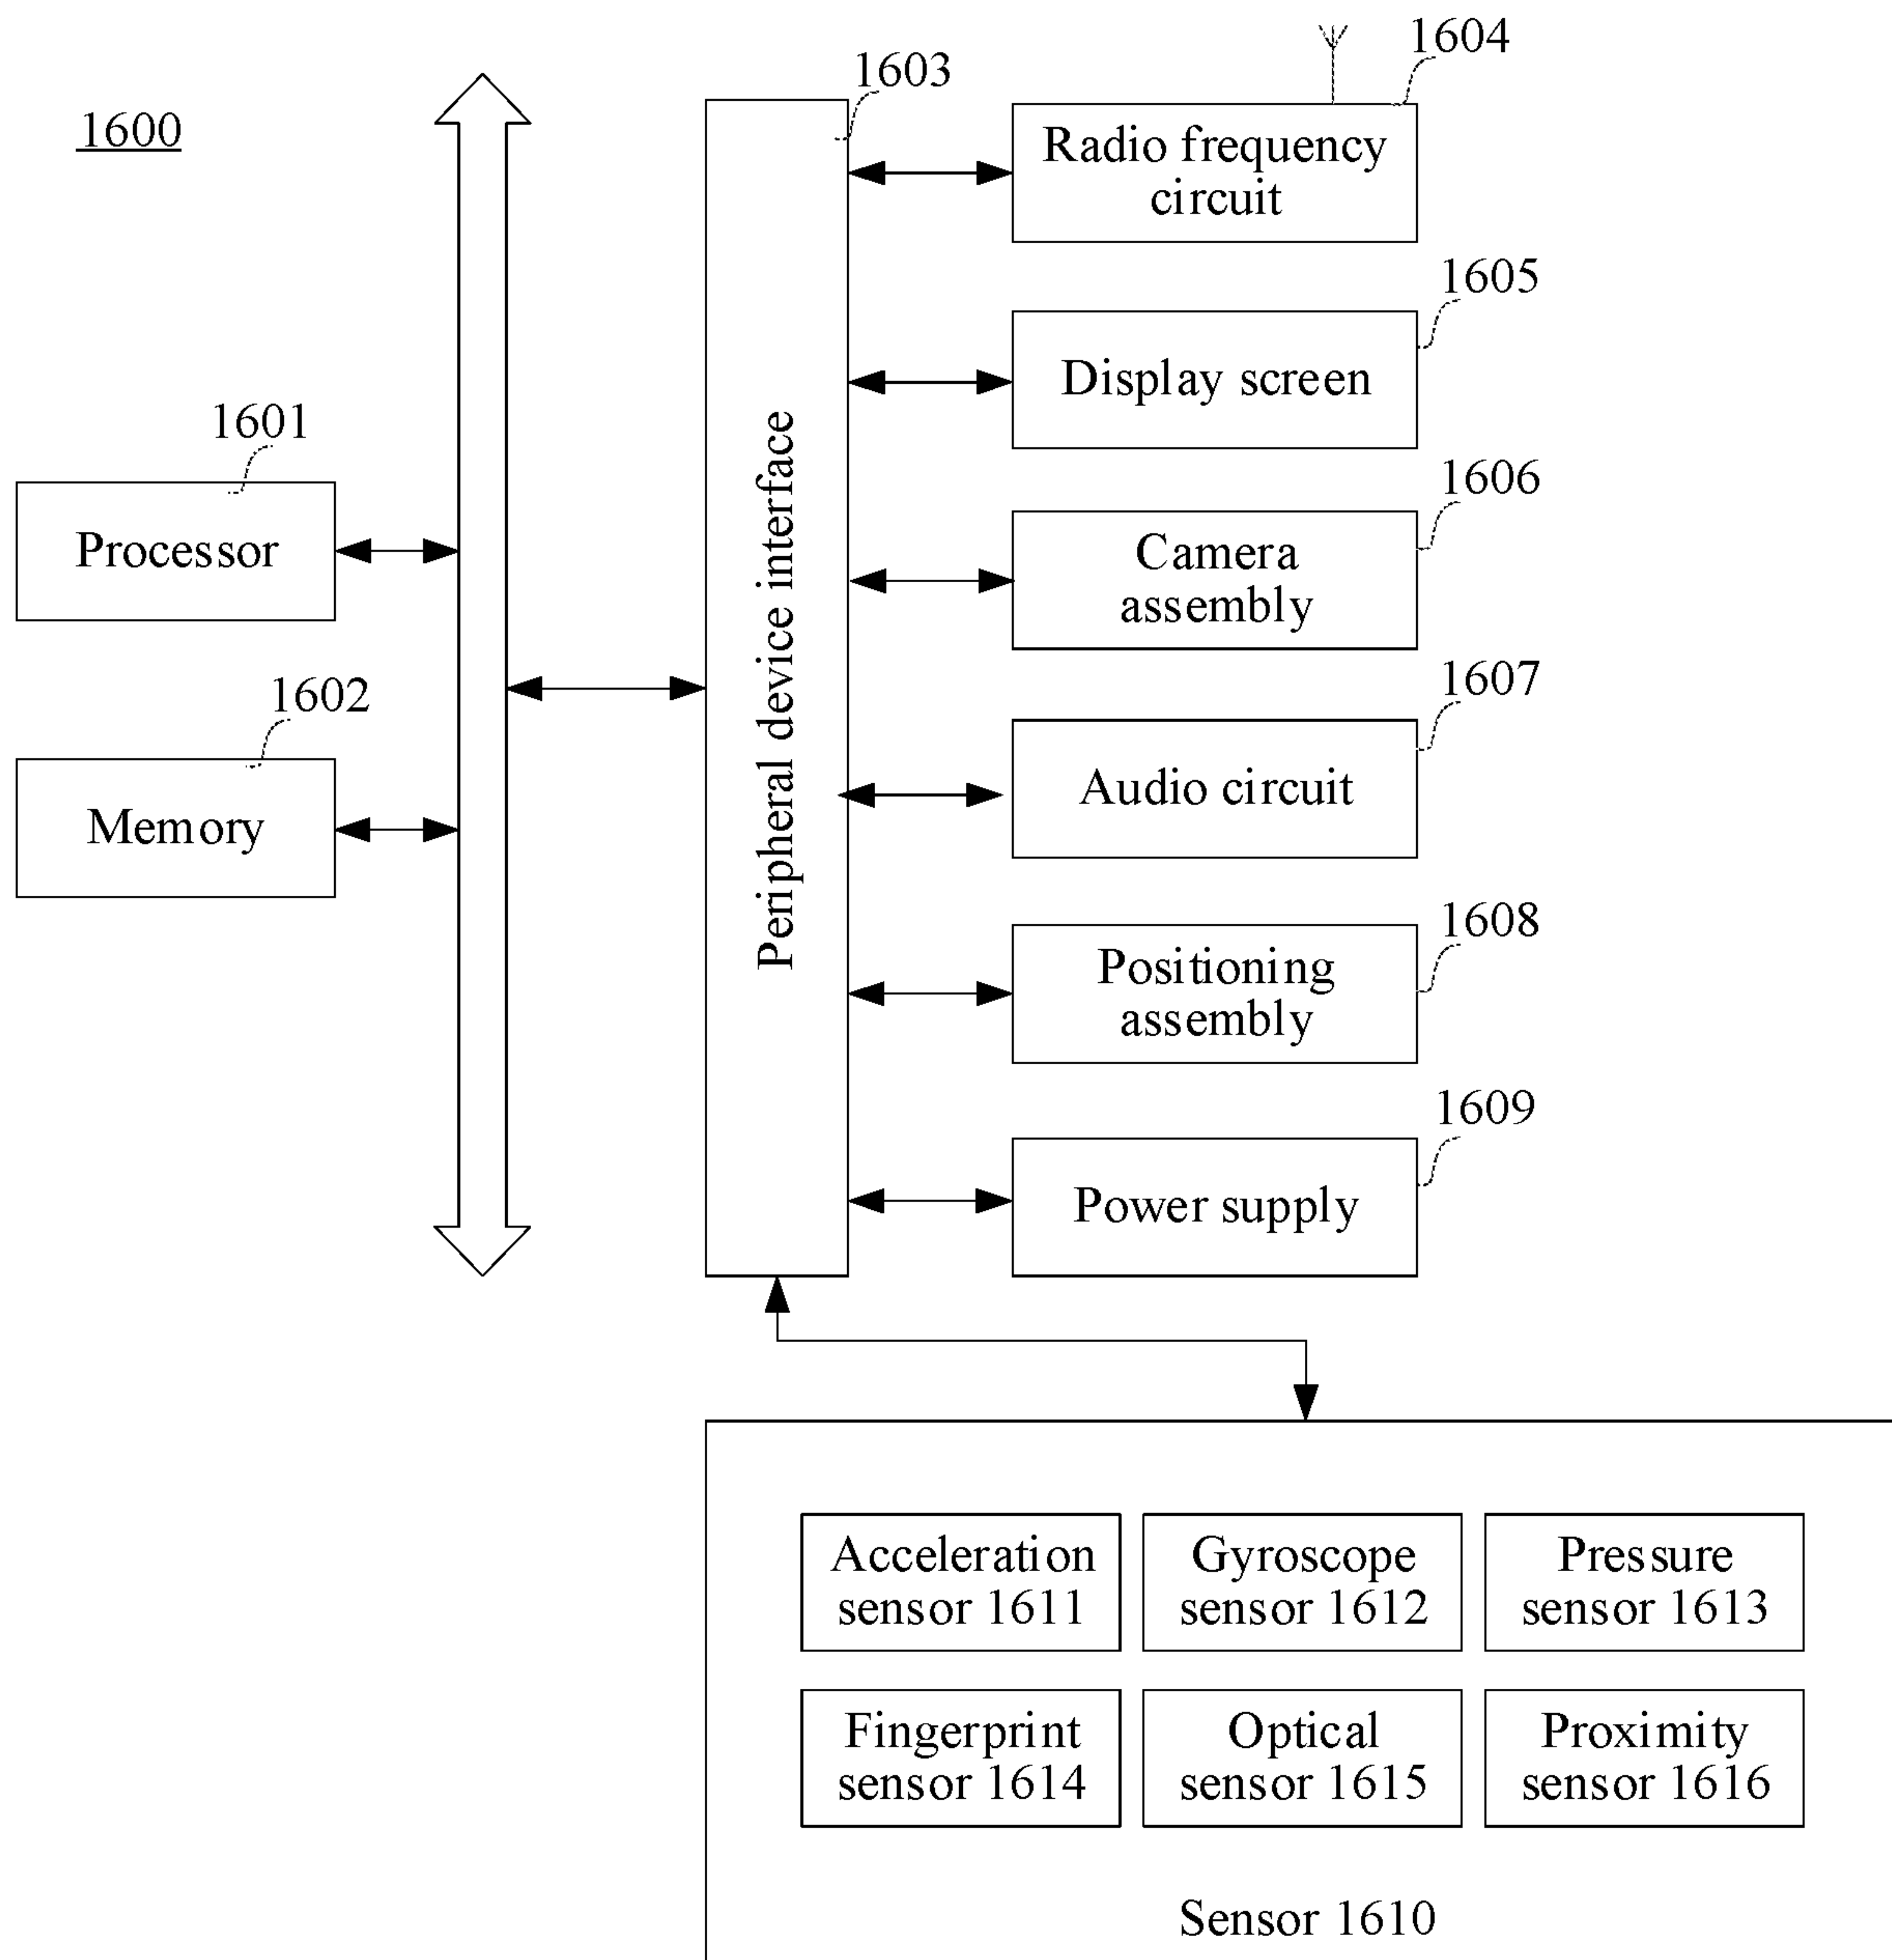 1600
1603
1604
Radio frequency
circuit
1605
Display screen
1601
Processor
1606
Camera
assembly
Peripheral device interface
1602
Memory
1607
Audio circuit
1608
Positioning
assembly
1609
Power supply
Acceleration
sensor 1611
Gyroscope
sensor 1612
Pressure
sensor 1613
Fingerprint
sensor 1614
Optical
sensor 1615
Proximity
sensor 1616
Sensor 1610